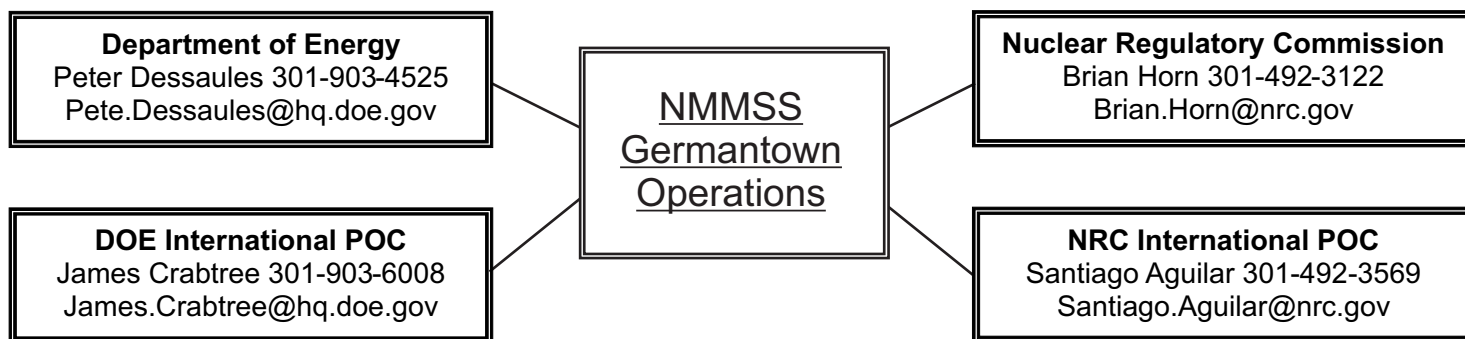 Department of Energy
Peter Dessaules 301-903-4525
Pete.Dessaules@hq.doe.gov
NMMSS
Germantown
Operations
Nuclear Regulatory Commission
Brian Horn 301-492-3122
Brian.Horn@nrc.gov
DOE International POC
James Crabtree 301-903-6008
James.Crabtree@hq.doe.gov
NRC International POC
Santiago Aguilar 301-492-3569
Santiago.Aguilar@nrc.gov